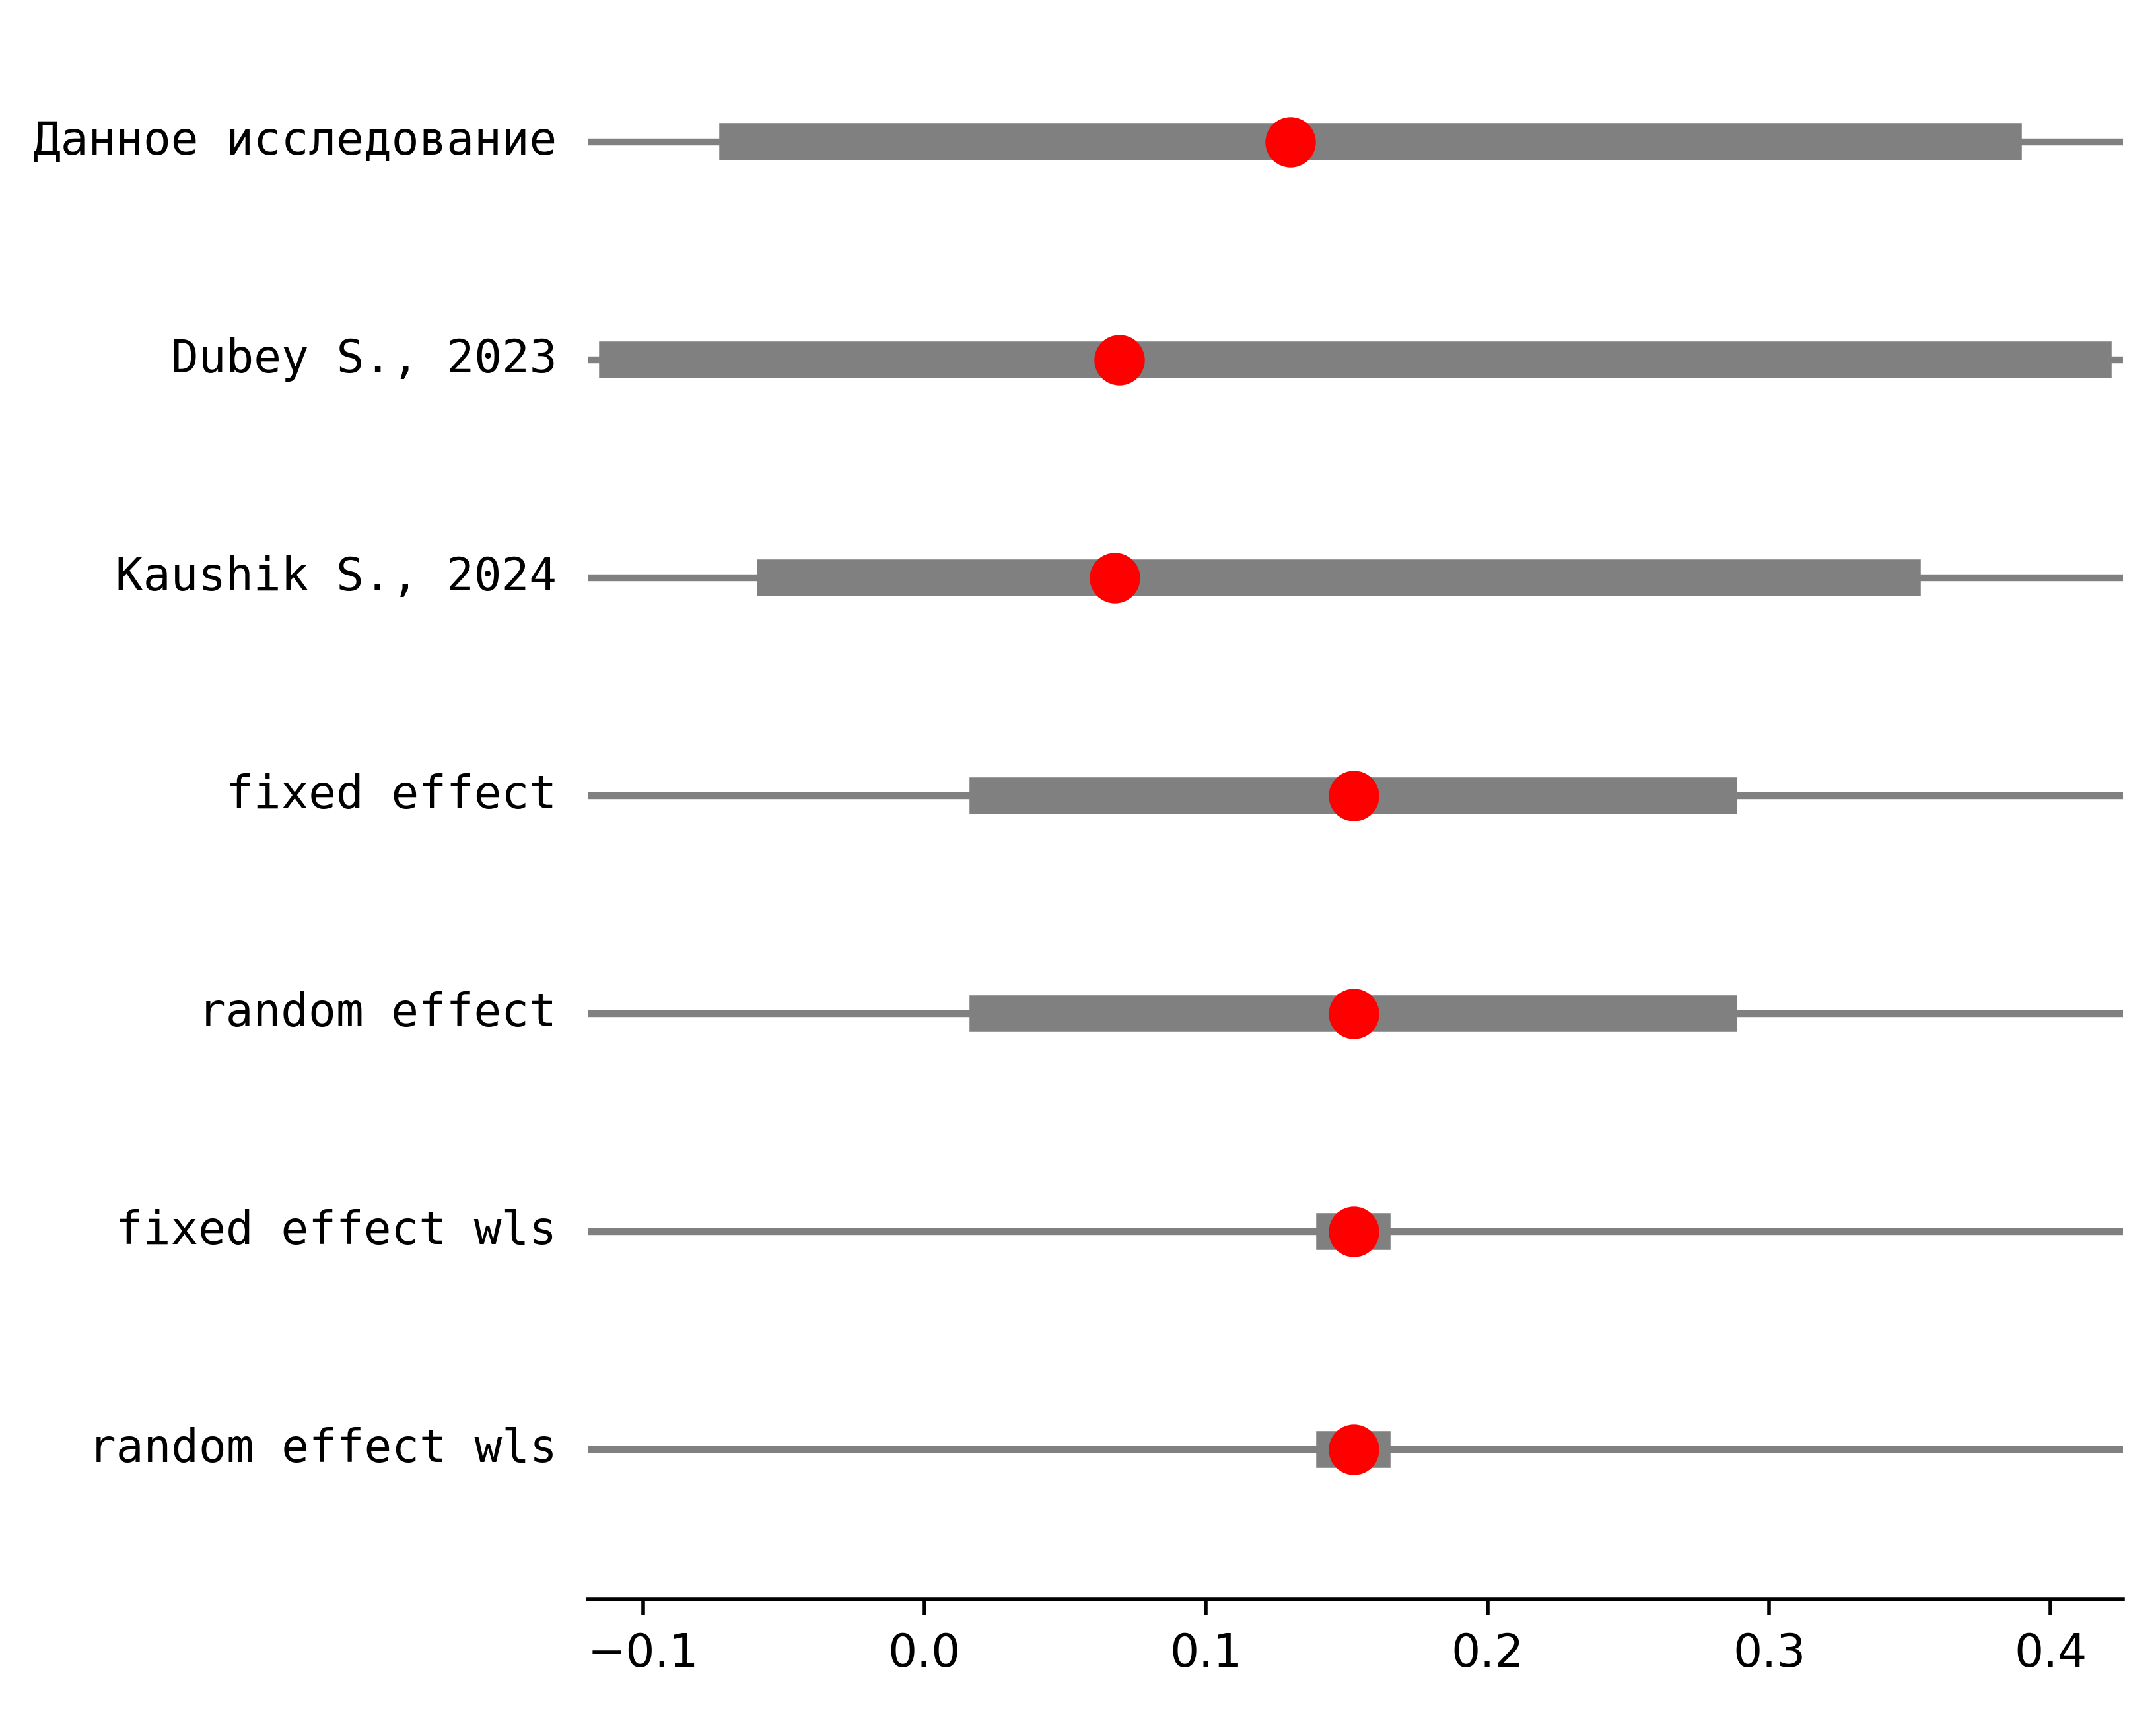 Данное исследование
Dubey S., 2023
Kaushik S., 2024
fixed effect
random effect
fixed effect wls
random effect wls
−0.1 0.0 0.1 0.2 0.3 0.4